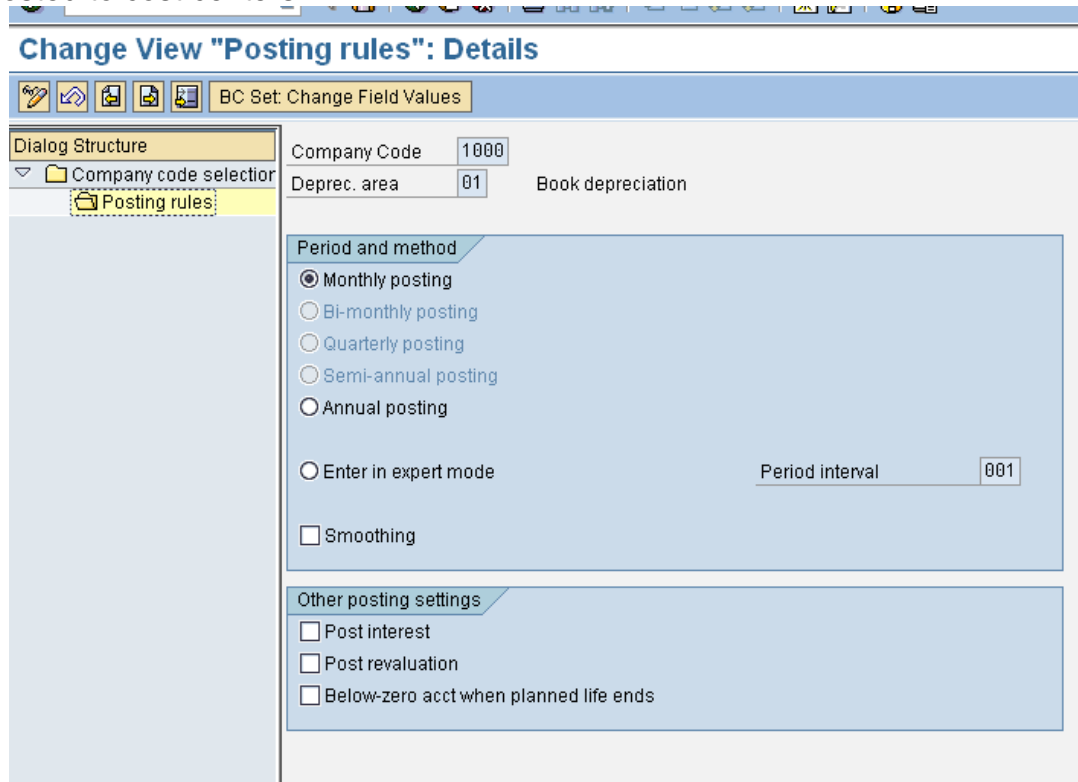 Change View "Posting rules": Details
BC Set: Change Field Values
Dialog Structure
Company code selection
Posting rules
Company Code 1000
Deprec. area 01 Book depreciation
Period and method
Monthly posting
Bi-monthly posting
Quarterly posting
Semi-annual posting
Annual posting
Enter in expert mode Period interval 001
Smoothing
Other posting settings
Post interest
Post revaluation
Below-zero acct when planned life ends